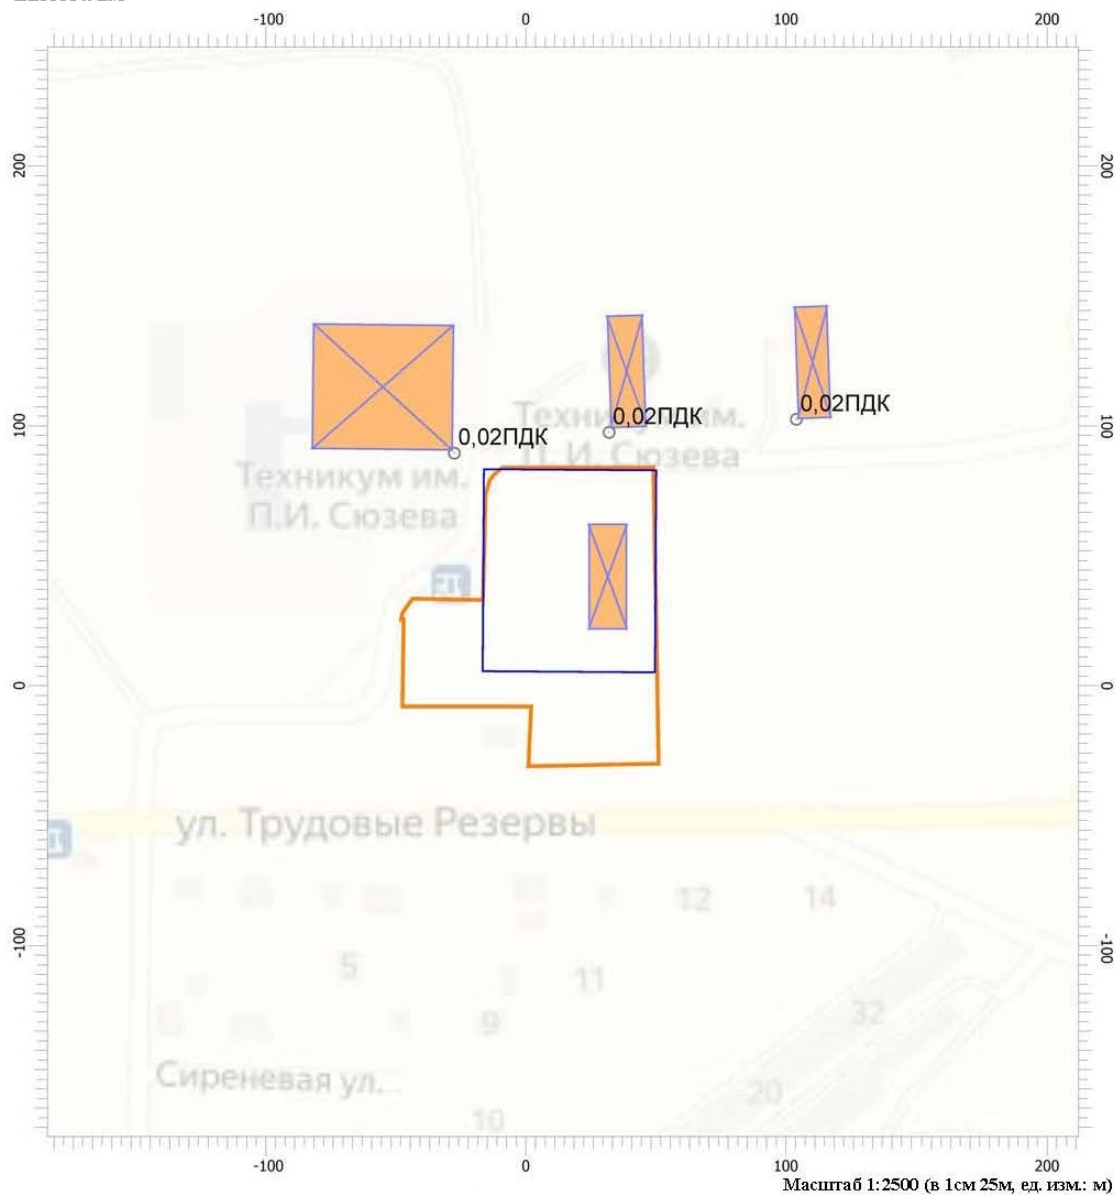 -100 0 100 200
200 200
0,02ПДК 0,02ПДК
100 0,02ПДК 100
Техникум им.
П.И. Сюзева
Техникум им.
П.И. Сюзева
0 0
ул. Трудовые Резервы
12 14
-100 5 11 -100
9 32
Сиреневая ул.
20
10
-100 0 100 200
Масштаб 1:2500 (в 1см 25м, ед. изм.: м)